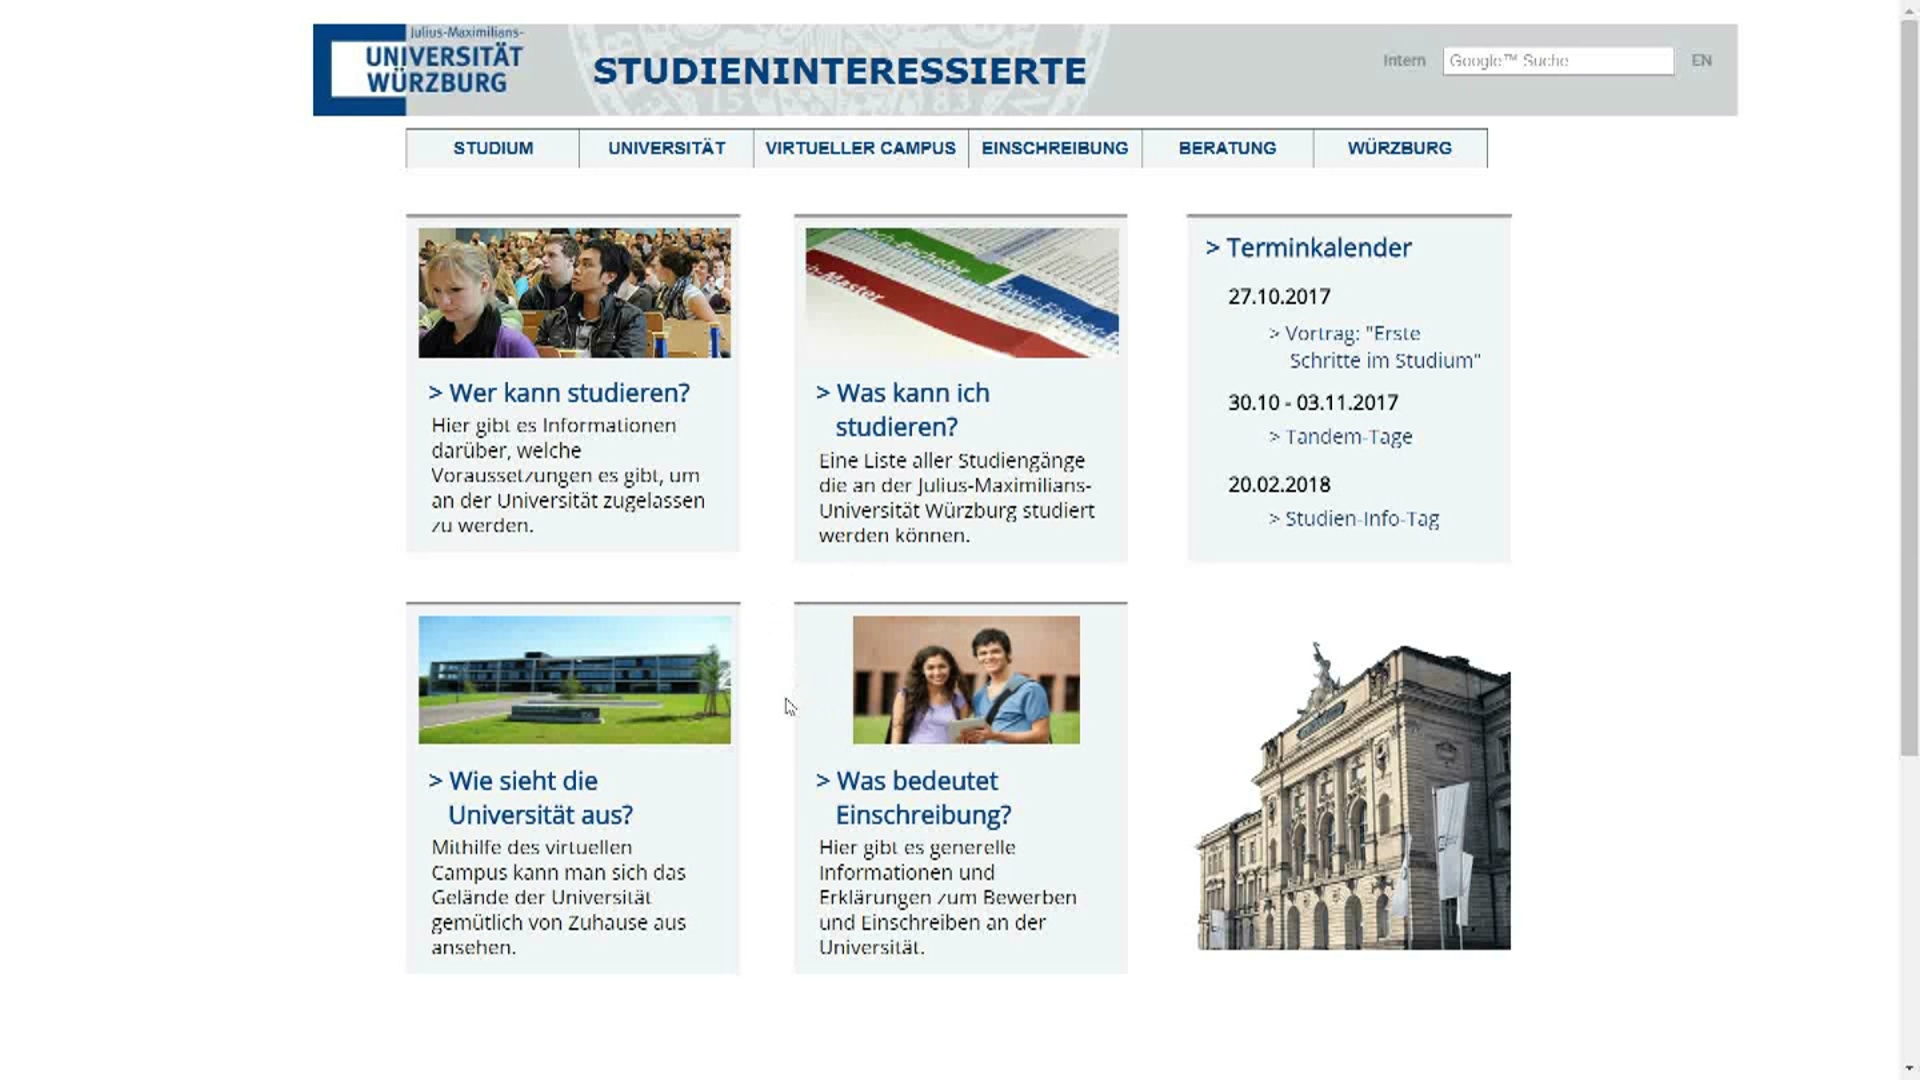 Julius-Maximilians-
UNIVERSITÄT
WÜRZBURG
STUDIENINTERESSIERTE
Intern
Google™ Suche
EN
STUDIUM
UNIVERSITÄT
VIRTUELLER CAMPUS
EINSCHREIBUNG
BERATUNG
WÜRZBURG
> Wer kann studieren?
Hier gibt es Informationen
darüber, welche
Voraussetzungen es gibt, um
an der Universität zugelassen
zu werden.
> Was kann ich
studieren?
Eine Liste aller Studiengänge
die an der Julius-Maximilians-
Universität Würzburg studiert
werden können.
> Terminkalender
27.10.2017
> Vortrag: "Erste
Schritte im Studium"
30.10 - 03.11.2017
> Tandem-Tage
20.02.2018
> Studien-Info-Tag
> Wie sieht die
Universität aus?
Mithilfe des virtuellen
Campus kann man sich das
Gelände der Universität
gemütlich von Zuhause aus
ansehen.
> Was bedeutet
Einschreibung?
Hier gibt es generelle
Informationen und
Erklärungen zum Bewerben
und Einschreiben an der
Universität.